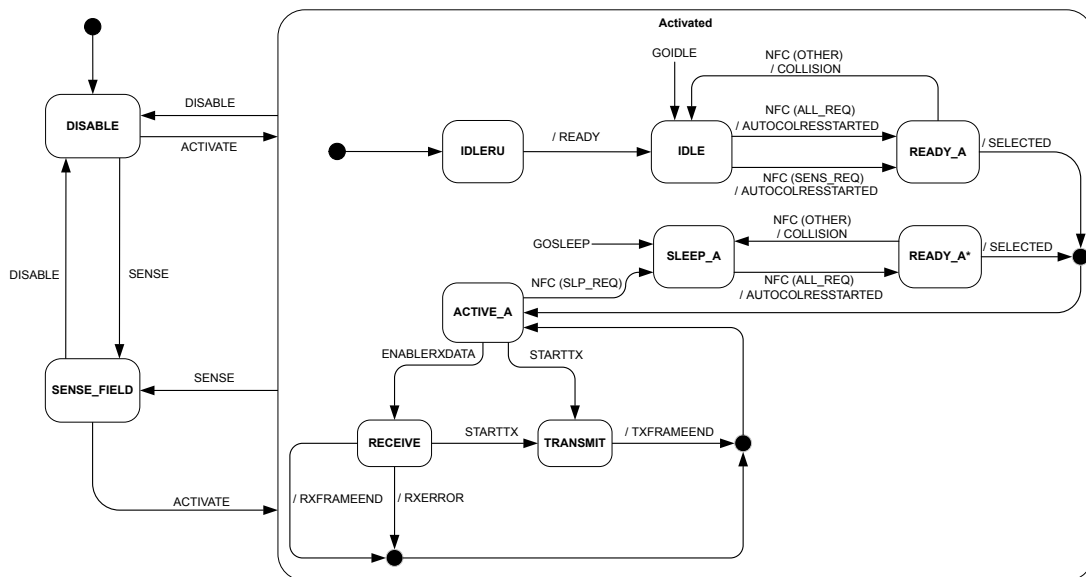 Activated
GOIDLE
NFC (OTHER)
/ COLLISION
DISABLE
DISABLE
ACTIVATE
IDLERU
/ READY
IDLE
NFC (ALL_REQ)
/ AUTOCOLRESSTARTED
READY_A
/ SELECTED
NFC (SENS_REQ)
/ AUTOCOLRESSTARTED
NFC (OTHER)
/ COLLISION
GOSLEEP
SLEEP_A
READY_A*
/ SELECTED
DISABLE
SENSE
NFC (SLP_REQ)
NFC (ALL_REQ)
/ AUTOCOLRESSTARTED
ACTIVE_A
ENABLERXDATA
STARTTX
SENSE_FIELD
SENSE
RECEIVE
STARTTX
TRANSMIT
/ TXFRAMEEND
ACTIVATE
/ RXFRAMEEND
/ RXERROR